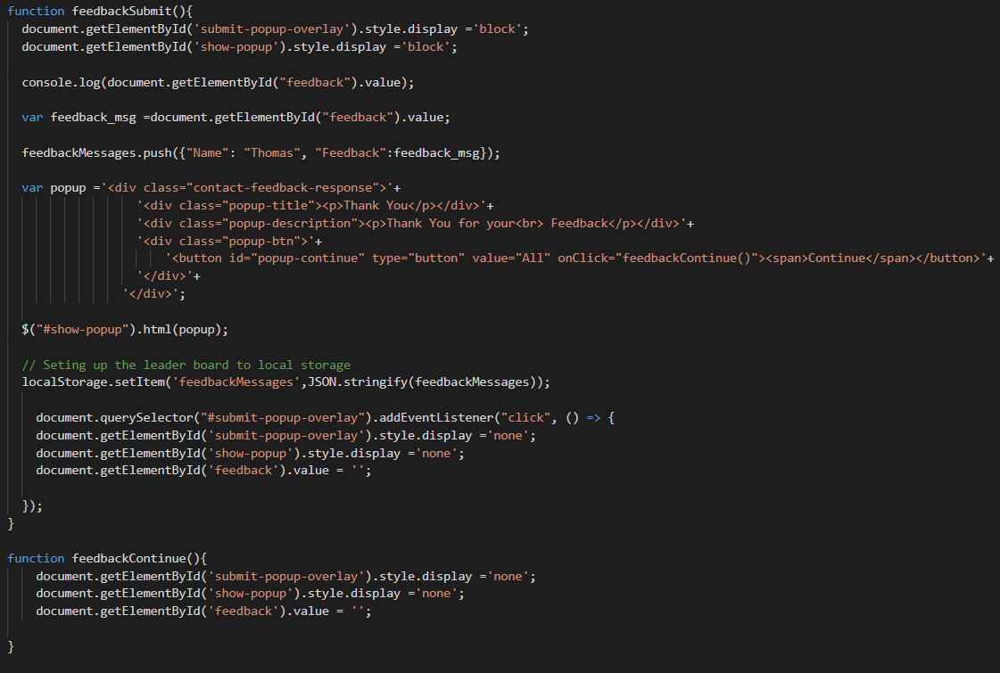 function feedbackSubmit(){
document.getElementById('submit-popup-overlay').style.display ='block';
document.getElementById('show-popup').style.display ='block';
console.log(document.getElementById("feedback").value);
var feedback_msg =document.getElementById("feedback").value;
feedbackMessages.push({"Name": "Thomas", "Feedback":feedback_msg});
var popup ='<div class="contact-feedback-response">'+
'<div class="popup-title"><p>Thank You</p></div>'+
'<div class="popup-description"><p>Thank You for your<br> Feedback</p></div>'+
'<div class="popup-btn">'+
'<button id="popup-continue" type="button" value="All" onClick="feedbackContinue()"><span>Continue</span></button>'+
'</div>'+
'</div>';
$("#show-popup").html(popup);
// Seting up the leader board to local storage
localStorage.setItem('feedbackMessages',JSON.stringify(feedbackMessages));
document.querySelector("#submit-popup-overlay").addEventListener("click", () => {
document.getElementById('submit-popup-overlay').style.display ='none';
document.getElementById('show-popup').style.display ='none';
document.getElementById('feedback').value = '';
});
}
function feedbackContinue(){
document.getElementById('submit-popup-overlay').style.display ='none';
document.getElementById('show-popup').style.display ='none';
document.getElementById('feedback').value = '';
}